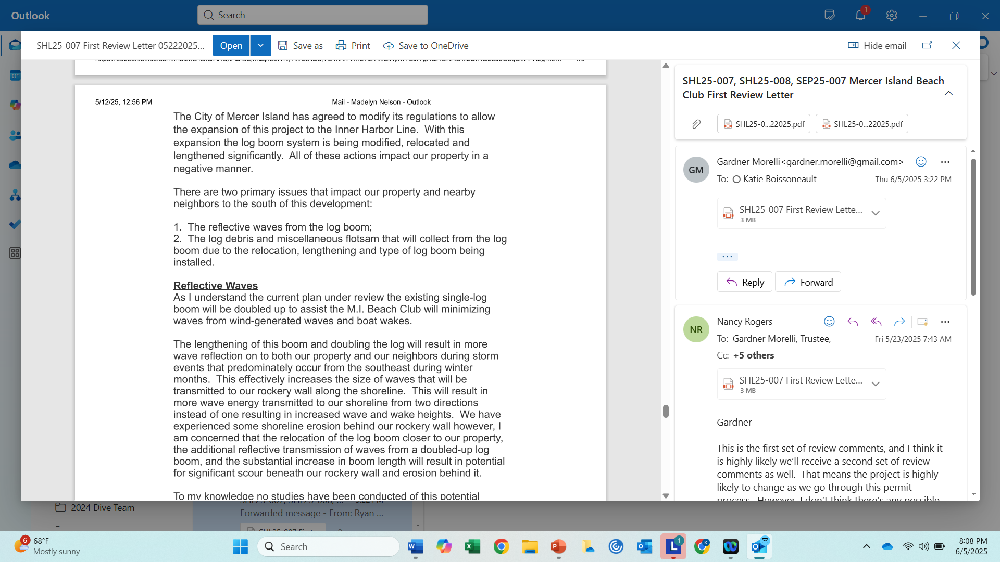 Outlook
Search
1
SHL25-007 First Review Letter 05222025...
Open
Save as
Print
Save to OneDrive
Hide email
5/12/25, 12:56 PM
Mail - Madelyn Nelson - Outlook
The City of Mercer Island has agreed to modify its regulations to allow
the expansion of this project to the Inner Harbor Line. With this
expansion the log boom system is being modified, relocated and
lengthened significantly. All of these actions impact our property in a
negative manner.
There are two primary issues that impact our property and nearby
neighbors to the south of this development:
1. The reflective waves from the log boom;
2. The log debris and miscellaneous flotsam that will collect from the log
boom due to the relocation, lengthening and type of log boom being
installed.
Reflective Waves
As I understand the current plan under review the existing single-log
boom will be doubled up to assist the M.I. Beach Club will minimizing
waves from wind-generated waves and boat wakes.
The lengthening of this boom and doubling the log will result in more
wave reflection on to both our property and our neighbors during storm
events that predominately occur from the southeast during winter
months. This effectively increases the size of waves that will be
transmitted to our rockery wall along the shoreline. This will result in
more wave energy transmitted to our shoreline from two directions
instead of one resulting in increased wave and wake heights. We have
experienced some shoreline erosion behind our rockery wall however, I
am concerned that the relocation of the log boom closer to our property,
the additional reflective transmission of waves from a doubled-up log
boom, and the substantial increase in boom length will result in potential
for significant scour beneath our rockery wall and erosion behind it.
To my knowledge no studies have been conducted of this potential
SHL25-007, SHL25-008, SEP25-007 Mercer Island Beach
Club First Review Letter
SHL25-0...22025.pdf
SHL25-0...22025.pdf
GM
Gardner Morelli<gardner.morelli@gmail.com>
To: Katie Boissoneault
Thu 6/5/2025 3:22 PM
SHL25-007 First Review Lette...
3 MB
...
Reply
Forward
NR
Nancy Rogers
To: Gardner Morelli, Trustee,
Fri 5/23/2025 7:43 AM
Cc: +5 others
SHL25-007 First Review Lette...
3 MB
Gardner -
This is the first set of review comments, and I think it
is highly likely we'll receive a second set of review
comments as well. That means the project is highly
likely to change as we go through this permit
process. However, I don't think there's any possible
2024 Dive Team
Forwarded message - From: Ryan ...
6
68°F
Mostly sunny
Search
1
8:08 PM
6/5/2025